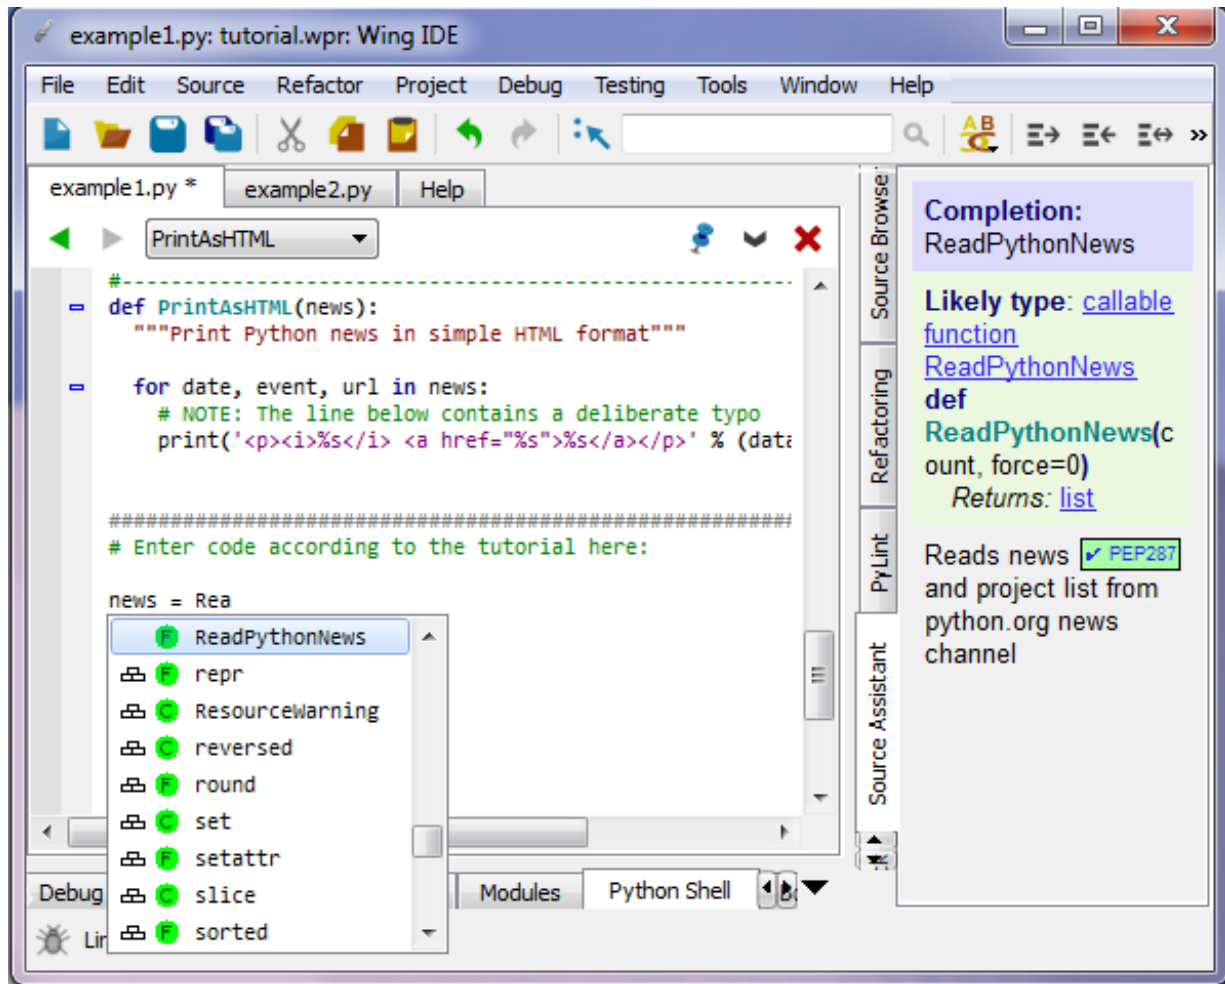 example1.py: tutorial.wpr: Wing IDE
File Edit Source Refactor Project Debug Testing Tools Window Help
example1.py * example2.py Help
PrintAsHTML
#-------------------------------------------------------
def PrintAsHTML(news):
"""Print Python news in simple HTML format"""
for date, event, url in news:
# NOTE: The line below contains a deliberate typo
print('<p><i>%s</i> <a href="%s">%s</a></p>' % (data
########################################################
# Enter code according to the tutorial here:
news = Rea
ReadPythonNews
repr
ResourceWarning
reversed
round
set
setattr
slice
sorted
Debug Modules Python Shell
Source Browser
Refactoring
PyLint
Source Assistant
Completion:
ReadPythonNews
Likely type: callable
function
ReadPythonNews
def
ReadPythonNews(c
ount, force=0)
Returns: list
Reads news ✔ PEP287
and project list from
python.org news
channel